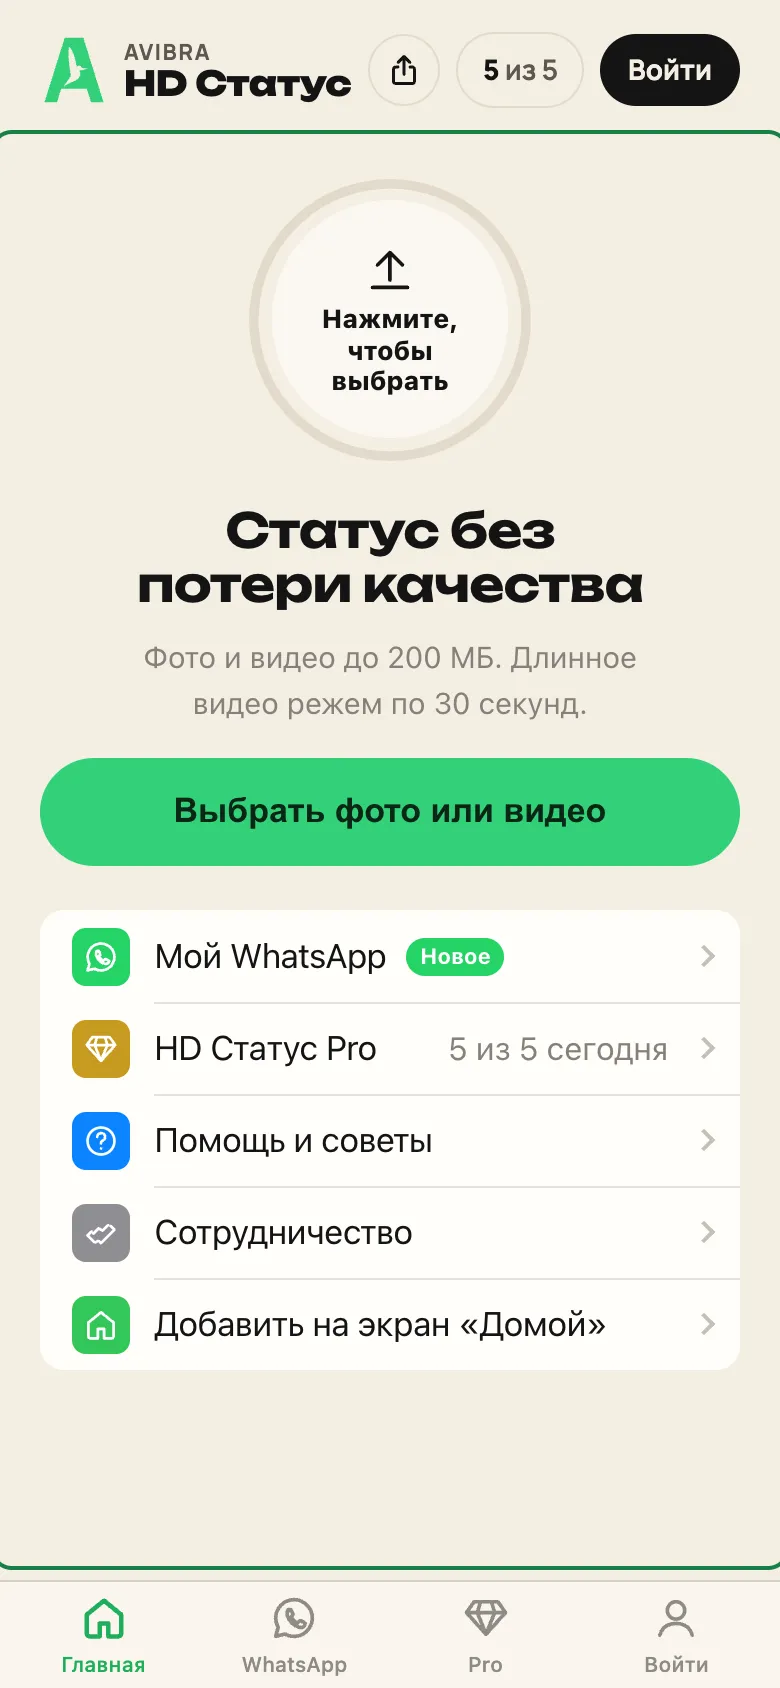 AVIBRA
HD Статус
5 из 5
Войти
Нажмите,
чтобы
выбрать
Статус без
потери качества
Фото и видео до 200 МБ. Длинное
видео режем по 30 секунд.
Выбрать фото или видео
Мой WhatsApp Новое
HD Статус Pro 5 из 5 сегодня
Помощь и советы
Сотрудничество
Добавить на экран «Домой»
Главная
WhatsApp
Pro
Войти